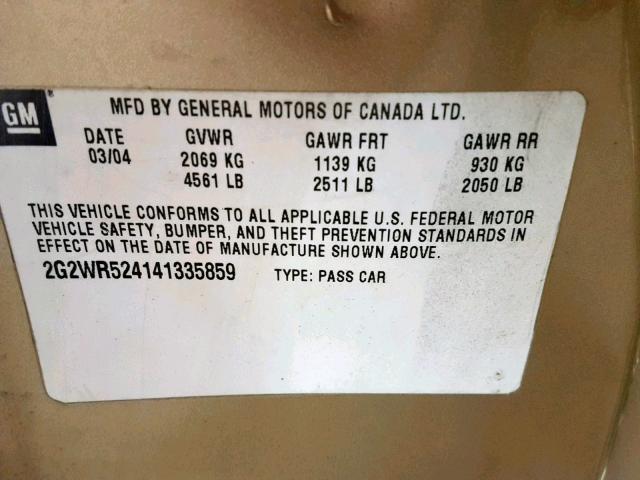 GM ®
MFD BY GENERAL MOTORS OF CANADA LTD.
DATE GVWR GAWR FRT GAWR RR
03/04 2069 KG 1139 KG 930 KG
4561 LB 2511 LB 2050 LB
THIS VEHICLE CONFORMS TO ALL APPLICABLE U.S. FEDERAL MOTOR
VEHICLE SAFETY, BUMPER, AND THEFT PREVENTION STANDARDS IN
EFFECT ON THE DATE OF MANUFACTURE SHOWN ABOVE.
2G2WR524141335859 TYPE: PASS CAR